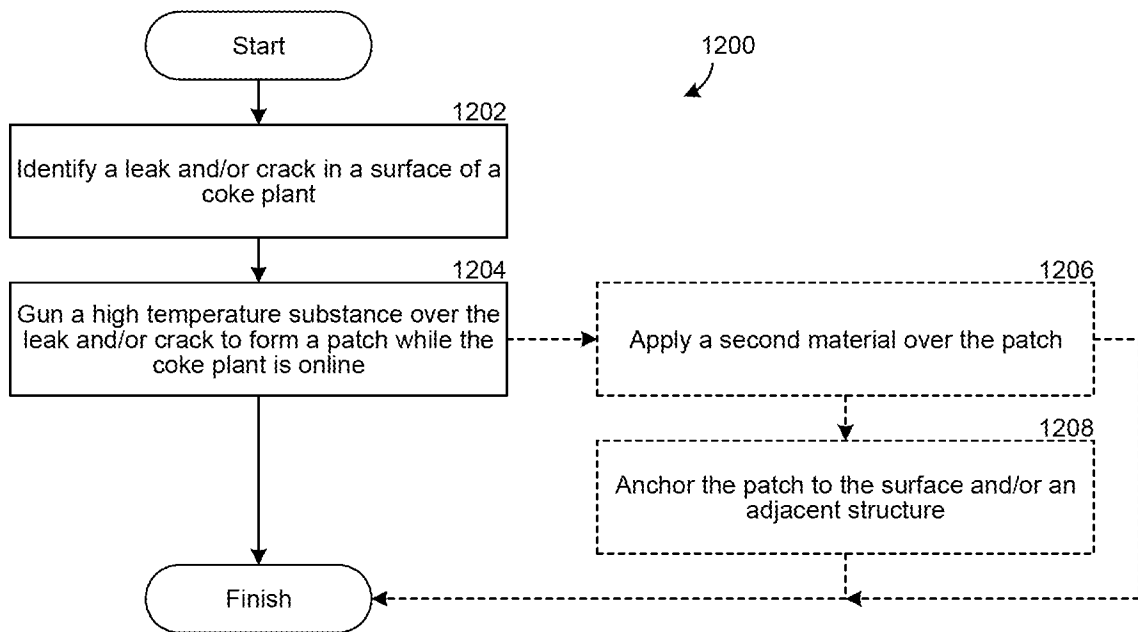 Start
1200
1202
Identify a leak and/or crack in a surface of a
coke plant
1204
Gun a high temperature substance over the
leak and/or crack to form a patch while the
coke plant is online
1206
Apply a second material over the patch
1208
Anchor the patch to the surface and/or an
adjacent structure
Finish